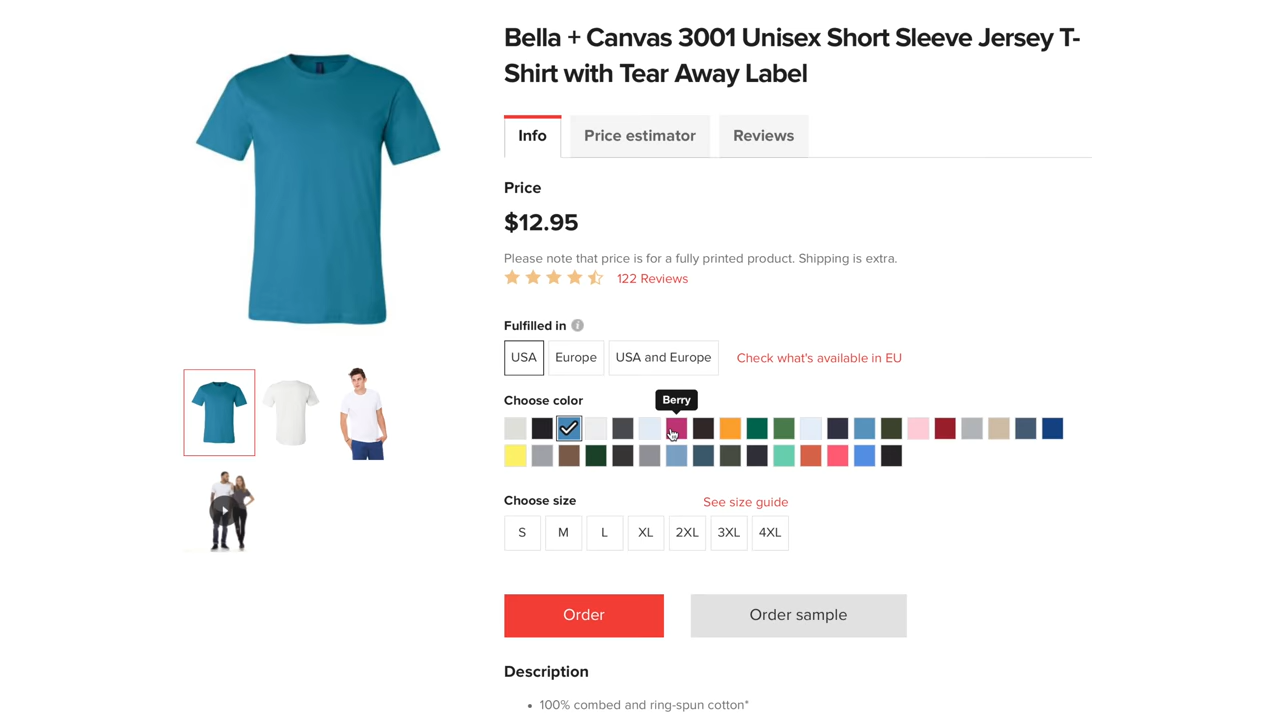 Bella + Canvas 3001 Unisex Short Sleeve Jersey T-
Shirt with Tear Away Label
Info
Price estimator
Reviews
Price
$12.95
Please note that price is for a fully printed product. Shipping is extra.
122 Reviews
Fulfilled in
USA
Europe
USA and Europe
Check what's available in EU
Choose color
Berry
Choose size
See size guide
S
M
L
XL
2XL
3XL
4XL
Order
Order sample
Description
• 100% combed and ring-spun cotton*